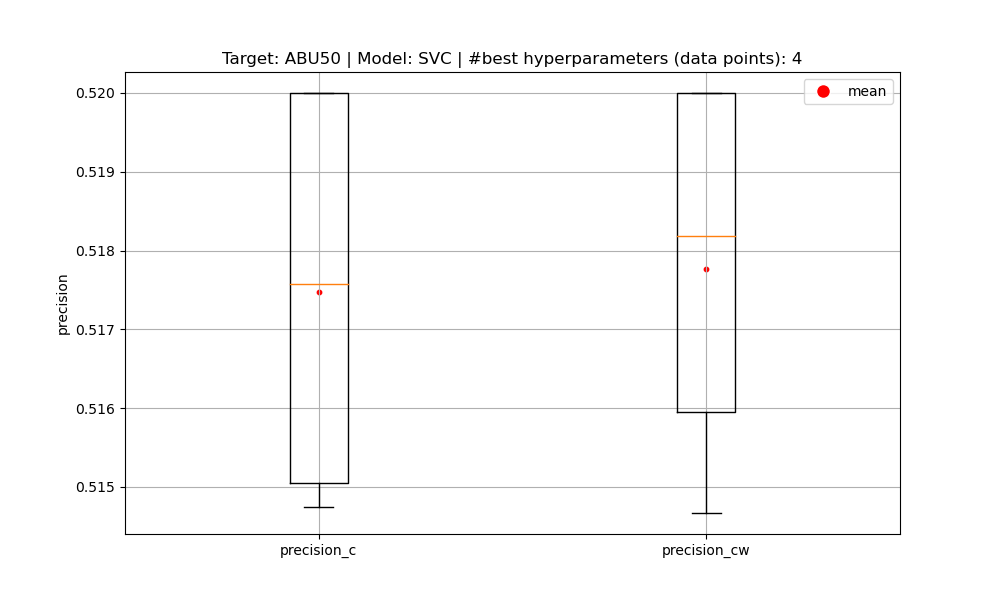 Target: ABU50 | Model: SVC | #best hyperparameters (data points): 4
mean
precision
0.520
0.519
0.518
0.517
0.516
0.515
precision_c
precision_cw